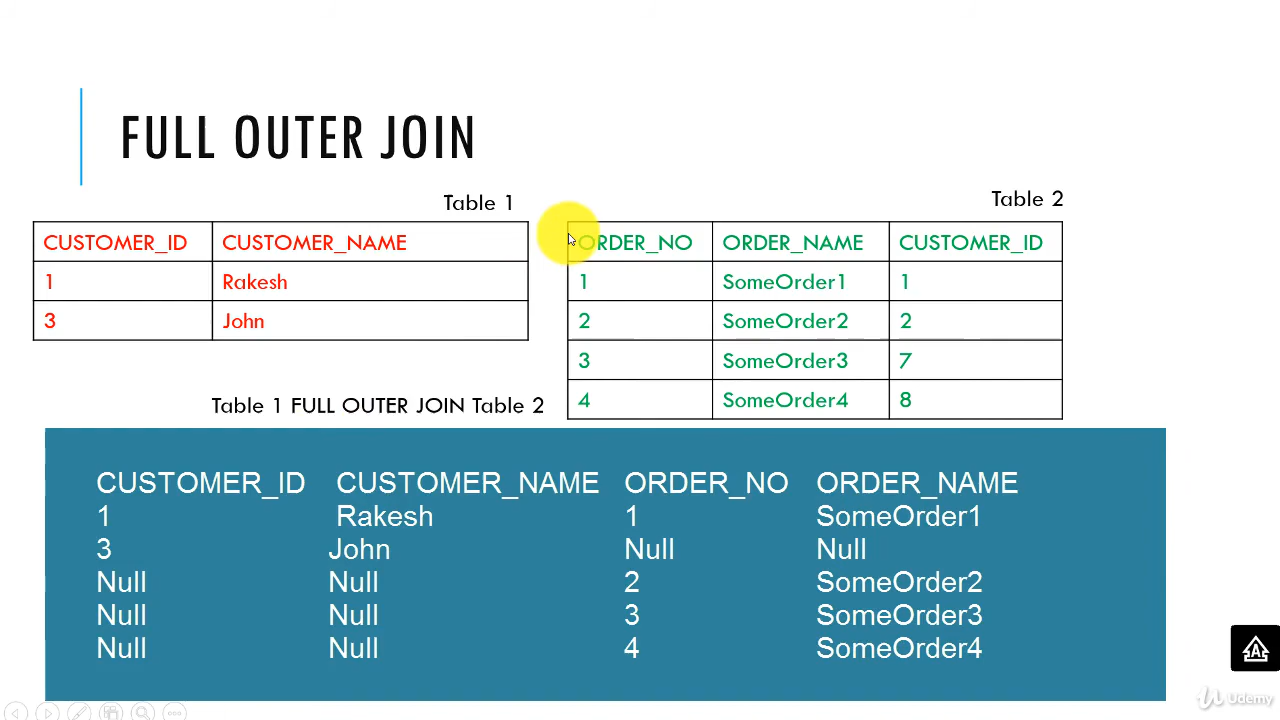 FULL OUTER JOIN
Table 1
CUSTOMER_ID CUSTOMER_NAME
1 Rakesh
3 John
Table 2
ORDER_NO ORDER_NAME CUSTOMER_ID
1 SomeOrder1 1
2 SomeOrder2 2
3 SomeOrder3 7
4 SomeOrder4 8
Table 1 FULL OUTER JOIN Table 2
CUSTOMER_ID CUSTOMER_NAME ORDER_NO ORDER_NAME
1 Rakesh 1 SomeOrder1
3 John Null Null
Null Null 2 SomeOrder2
Null Null 3 SomeOrder3
Null Null 4 SomeOrder4
A
Udemy